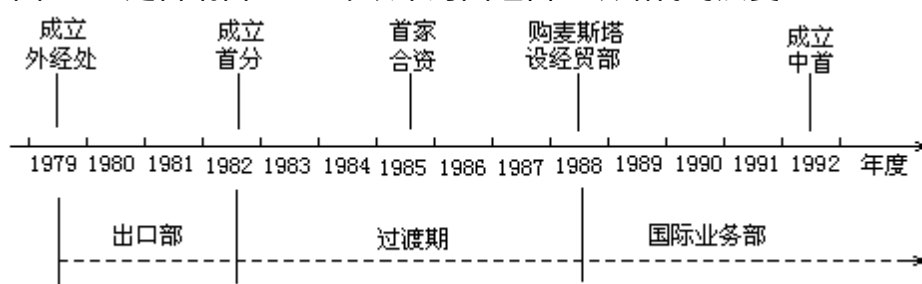 成立 成立 首家 购麦斯塔 成立
外经处 首分 合资 设经贸部 中首
1979 1980 1981 1982 1983 1984 1985 1986 1987 1988 1989 1990 1991 1992 年度
出口部 过渡期 国际业务部